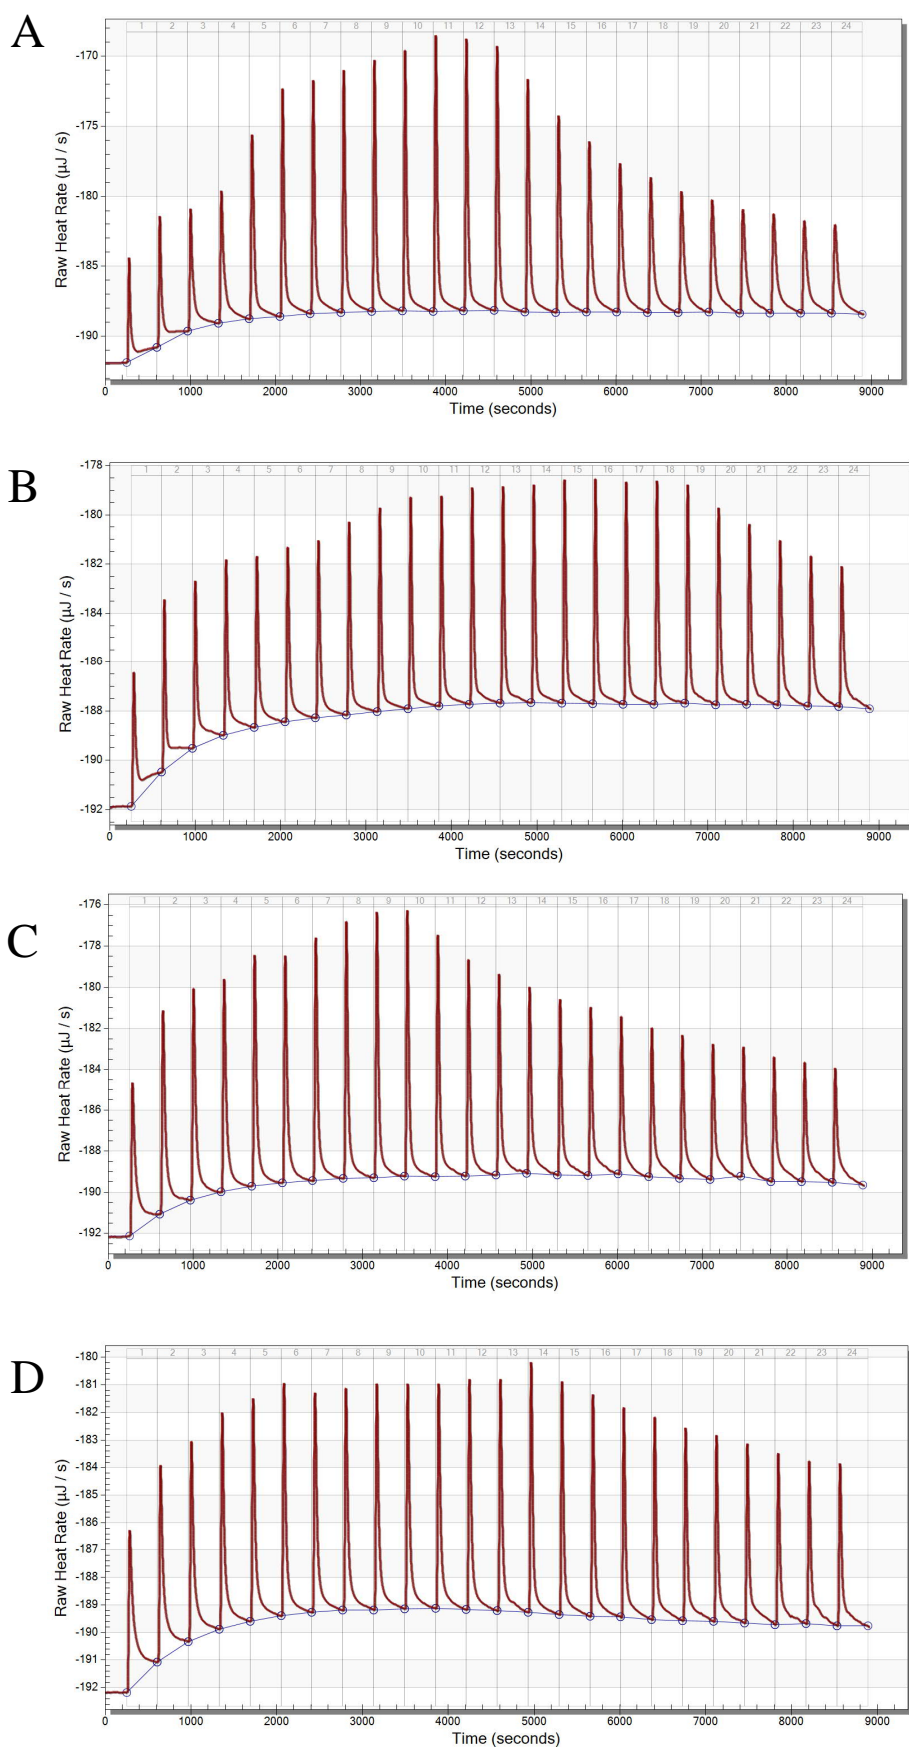 A
1 2 3 4 5 6 7 8 9 10 11 12 13 14 15 16 17 18 19 20 21 22 23 24
-170
-175
-180
-185
-190
Raw Heat Rate (µJ / s)
0 1000 2000 3000 4000 5000 6000 7000 8000 9000
Time (seconds)
B
1 2 3 4 5 6 7 8 9 10 11 12 13 14 15 16 17 18 19 20 21 22 23 24
-178
-180
-182
-184
-186
-188
-190
-192
Raw Heat Rate (µJ / s)
0 1000 2000 3000 4000 5000 6000 7000 8000 9000
Time (seconds)
C
1 2 3 4 5 6 7 8 9 10 11 12 13 14 15 16 17 18 19 20 21 22 23 24
-176
-178
-180
-182
-184
-186
-188
-190
-192
Raw Heat Rate (µJ / s)
0 1000 2000 3000 4000 5000 6000 7000 8000 9000
Time (seconds)
D
1 2 3 4 5 6 7 8 9 10 11 12 13 14 15 16 17 18 19 20 21 22 23 24
-180
-181
-182
-183
-184
-185
-186
-187
-188
-189
-190
-191
-192
Raw Heat Rate (µJ / s)
0 1000 2000 3000 4000 5000 6000 7000 8000 9000
Time (seconds)